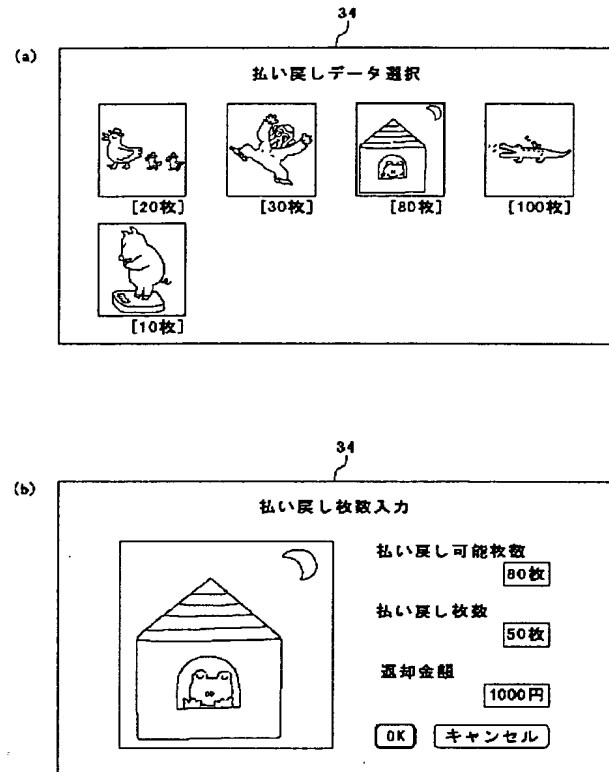 34
(a)
払い戻しデータ選択
[20枚] [30枚] [80枚] [100枚]
[10枚]
34
(b)
払い戻し枚数入力
払い戻し可能枚数
80枚
払い戻し枚数
50枚
返却金額
1000円
OK キャンセル